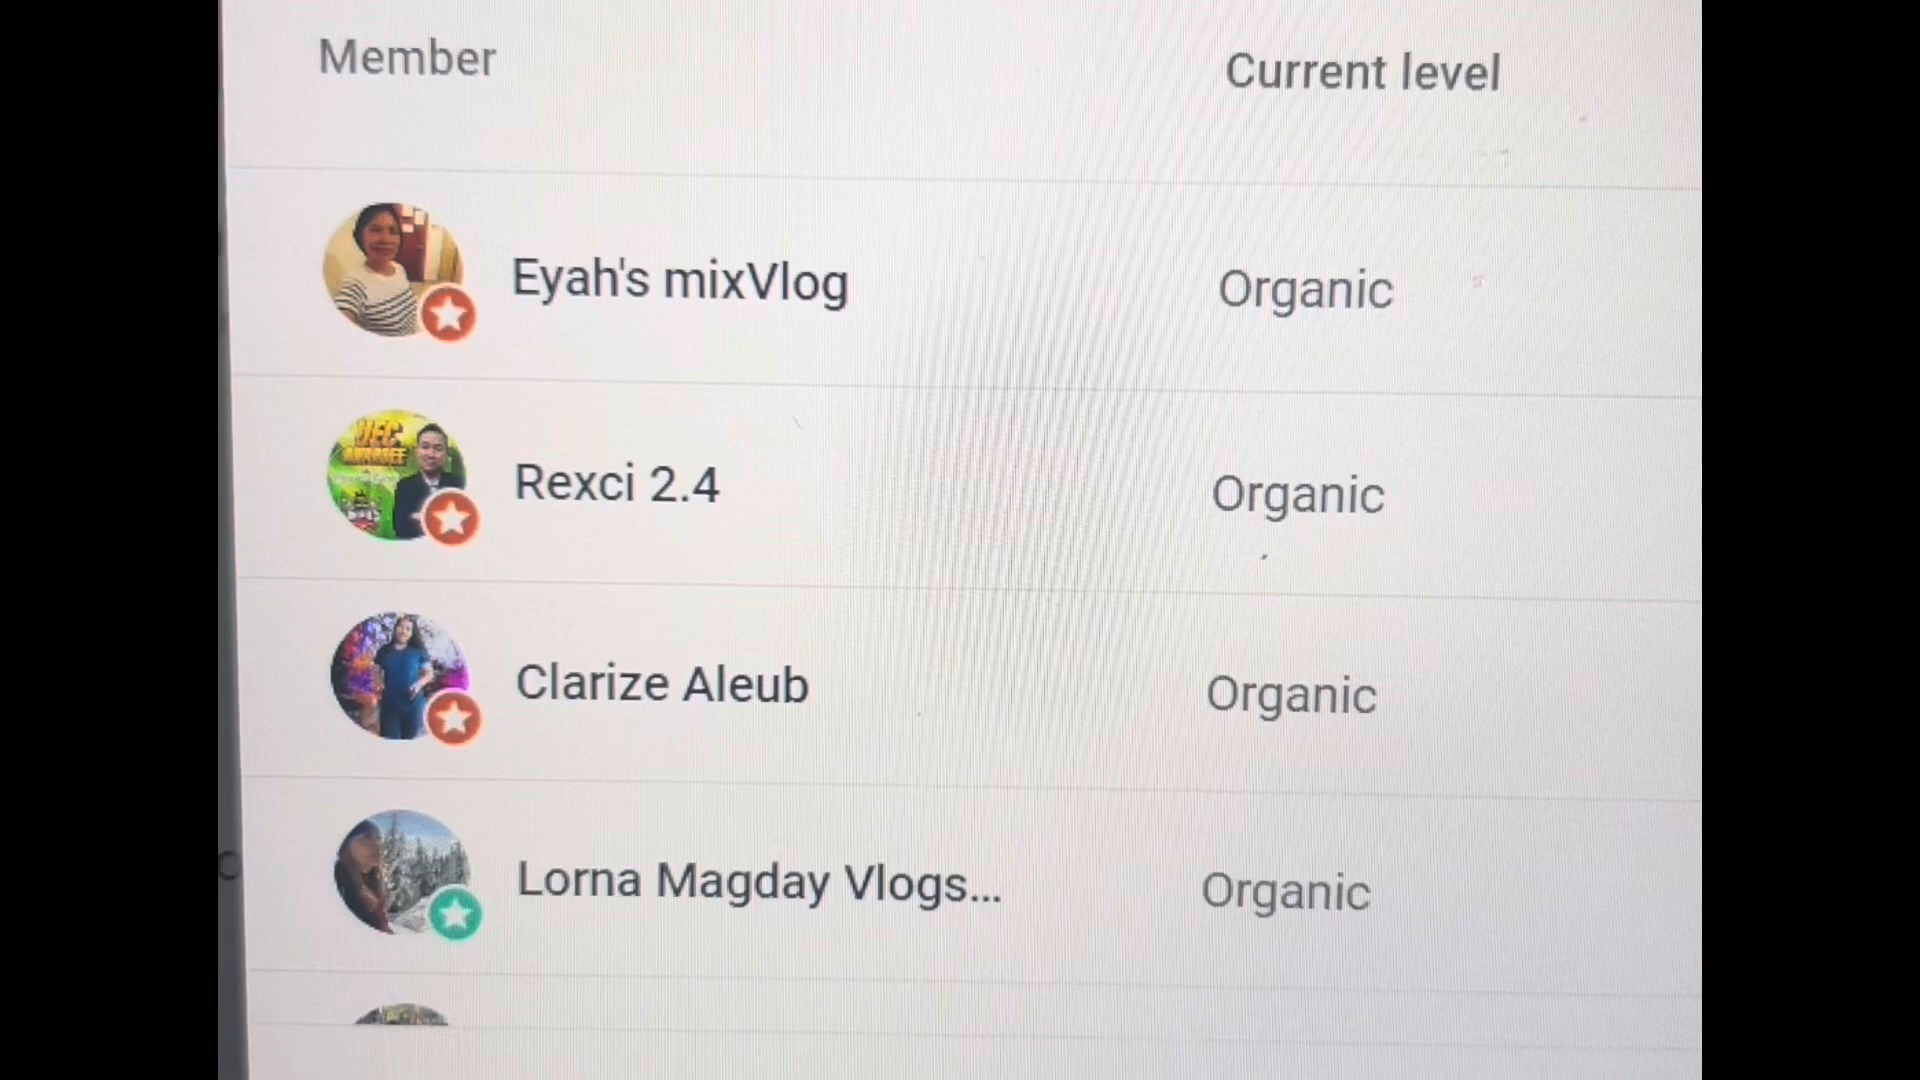 Member
Current level
Eyah's mixVlog
Organic
Rexci 2.4
Organic
Clarize Aleub
Organic
Lorna Magday Vlogs...
Organic